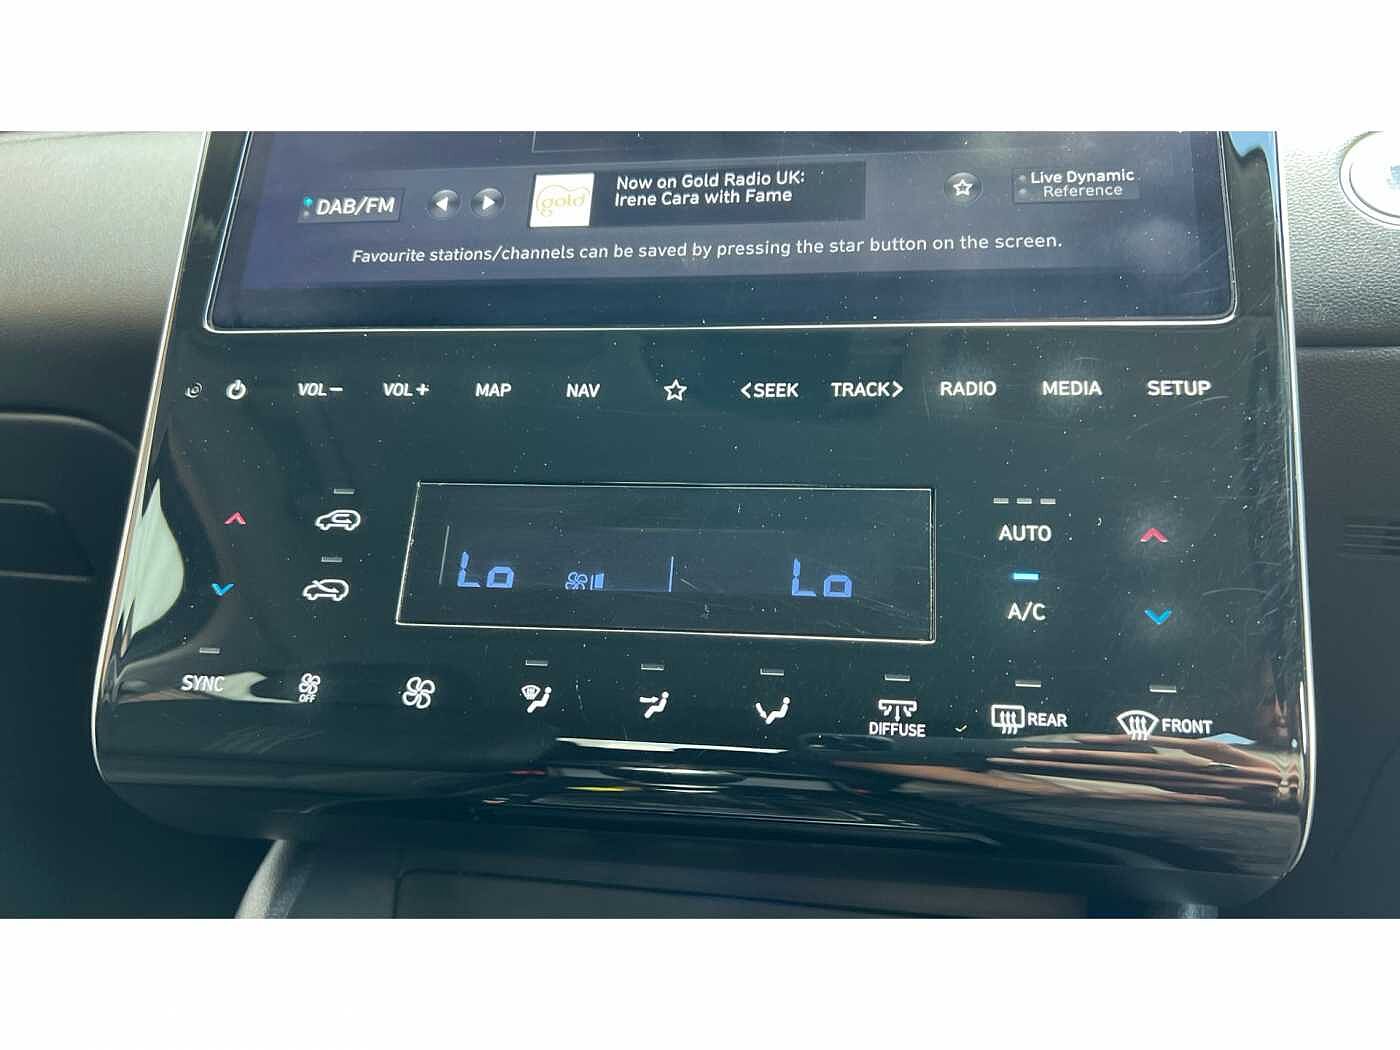 DAB/FM
gold
Now on Gold Radio UK:
Irene Cara with Fame
Live Dynamic
Reference
Favourite stations/channels can be saved by pressing the star button on the screen.
VOL− VOL+ MAP NAV <SEEK TRACK> RADIO MEDIA SETUP
AUTO
Lo Lo
A/C
SYNC
OFF
DIFFUSE
REAR
FRONT